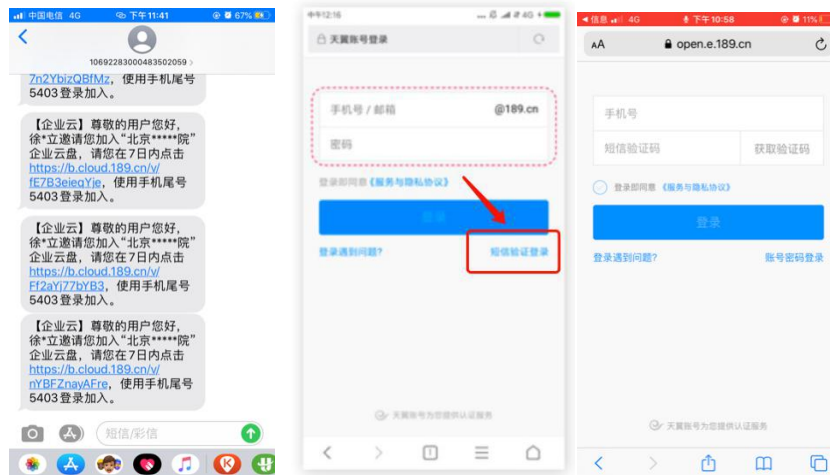 中国电信 4G 下午11:41 67%
10692283000483502059 >
7n2YbizQBfMz，使用手机尾号
5403登录加入。
【企业云】尊敬的用户您好，
徐*立邀请您加入“北京*****院”
企业云盘，请您在7日内点击
https://b.cloud.189.cn/v/
fE7B3eieqYje，使用手机尾号
5403登录加入。
【企业云】尊敬的用户您好，
徐*立邀请您加入“北京*****院”
企业云盘，请您在7日内点击
https://b.cloud.189.cn/v/
Ff2aYj77bYB3，使用手机尾号
5403登录加入。
【企业云】尊敬的用户您好，
徐*立邀请您加入“北京*****院”
企业云盘，请您在7日内点击
https://b.cloud.189.cn/v/
nYBFZnayAFre，使用手机尾号
5403登录加入。
短信/彩信
中午12:16 ... 4G
天翼账号登录
手机号 / 邮箱 @189.cn
密码
登录即同意《服务与隐私协议》
登录
登录遇到问题? 短信验证登录
天翼账号为您提供认证服务
信息 4G 下午10:58 11%
AA open.e.189.cn
手机号
短信验证码 获取验证码
登录即同意 《服务与隐私协议》
登录
登录遇到问题? 账号密码登录
天翼账号为您提供认证服务